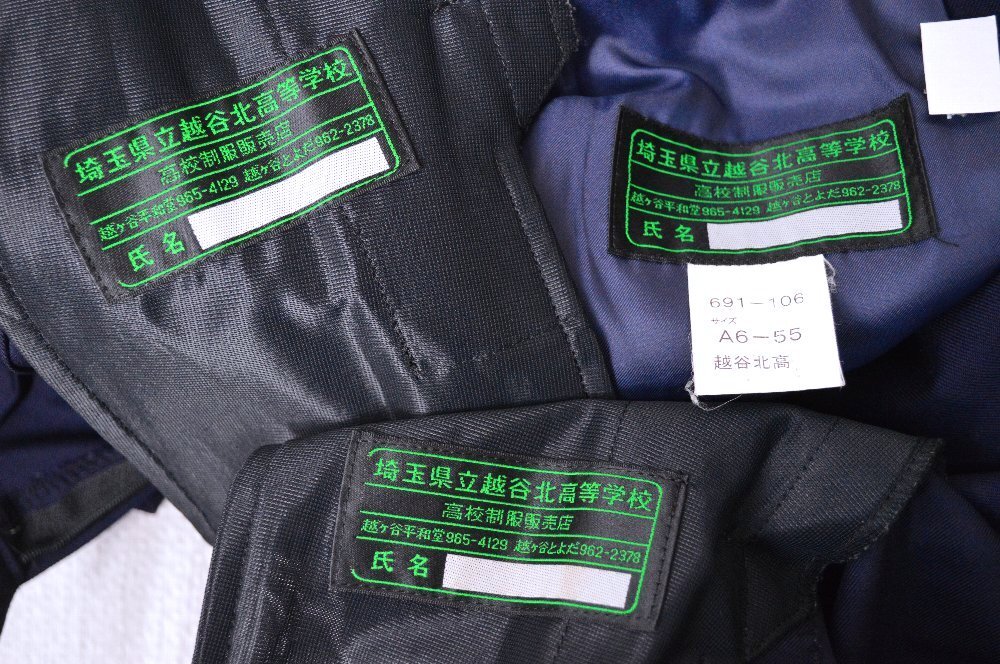 埼玉県立越谷北高等学校
高校制服販売店
越ヶ谷平和堂965-4129 越ヶ谷とよだ962-2378
氏名
埼玉県立越谷北高等学校
高校制服販売店
越ヶ谷平和堂965-4129 越ヶ谷とよだ962-2378
氏名
691-106
サイズ
A6-55
越谷北高
埼玉県立越谷北高等学校
高校制服販売店
越ヶ谷平和堂965-4129 越ヶ谷とよだ962-2378
氏名